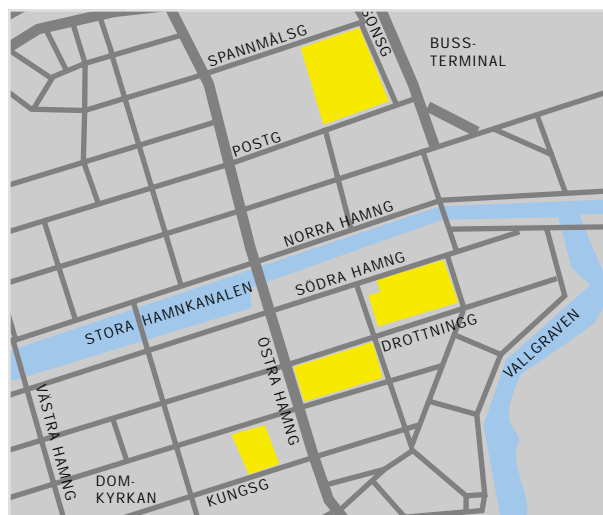 SPANNMÅLSG
SONSG
BUSS-
TERMINAL
POSTG
NORRA HAMNG
SÖDRA HAMNG
STORA HAMNKANALEN
DROTTNINGG
VALLGRAVEN
ÖSTRA HAMNG
VÄSTRA HAMNG
DOM-
KYRKAN
KUNGSG